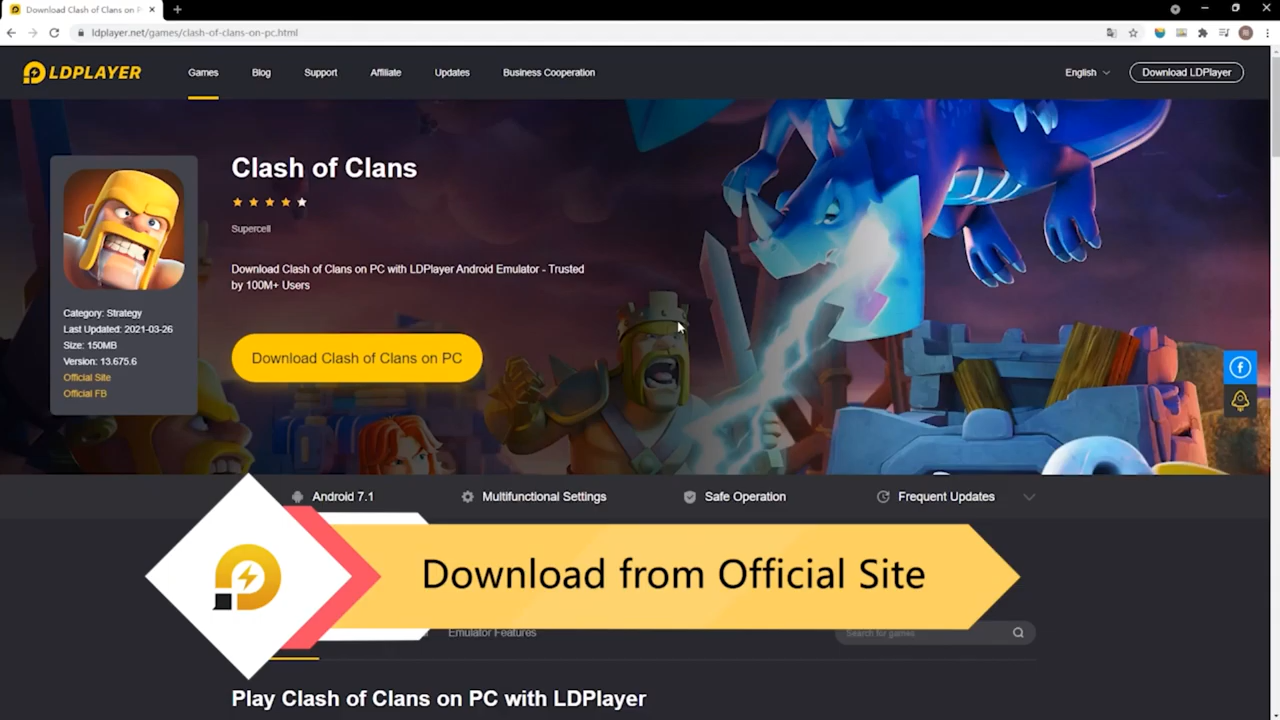 Download Clash of Clans on P
ldplayer.net/games/clash-of-clans-on-pc.html
LDPLAYER
Games
Blog
Support
Affiliate
Updates
Business Cooperation
English
Download LDPlayer
Clash of Clans
Supercell
Download Clash of Clans on PC with LDPlayer Android Emulator - Trusted
by 100M+ Users
Download Clash of Clans on PC
Category: Strategy
Last Updated: 2021-03-26
Size: 150MB
Version: 13.675.6
Official Site
Official FB
Android 7.1
Multifunctional Settings
Safe Operation
Frequent Updates
Download from Official Site
Emulator Features
Search for games
Play Clash of Clans on PC with LDPlayer